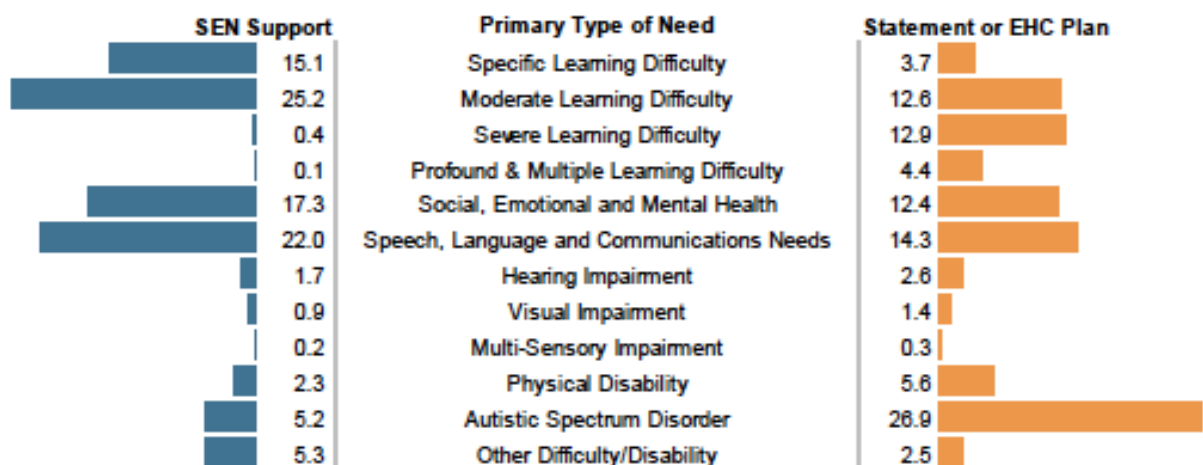 SEN Support Primary Type of Need Statement or EHC Plan
15.1 Specific Learning Difficulty 3.7
25.2 Moderate Learning Difficulty 12.6
0.4 Severe Learning Difficulty 12.9
0.1 Profound & Multiple Learning Difficulty 4.4
17.3 Social, Emotional and Mental Health 12.4
22.0 Speech, Language and Communications Needs 14.3
1.7 Hearing Impairment 2.6
0.9 Visual Impairment 1.4
0.2 Multi-Sensory Impairment 0.3
2.3 Physical Disability 5.6
5.2 Autistic Spectrum Disorder 26.9
5.3 Other Difficulty/Disability 2.5